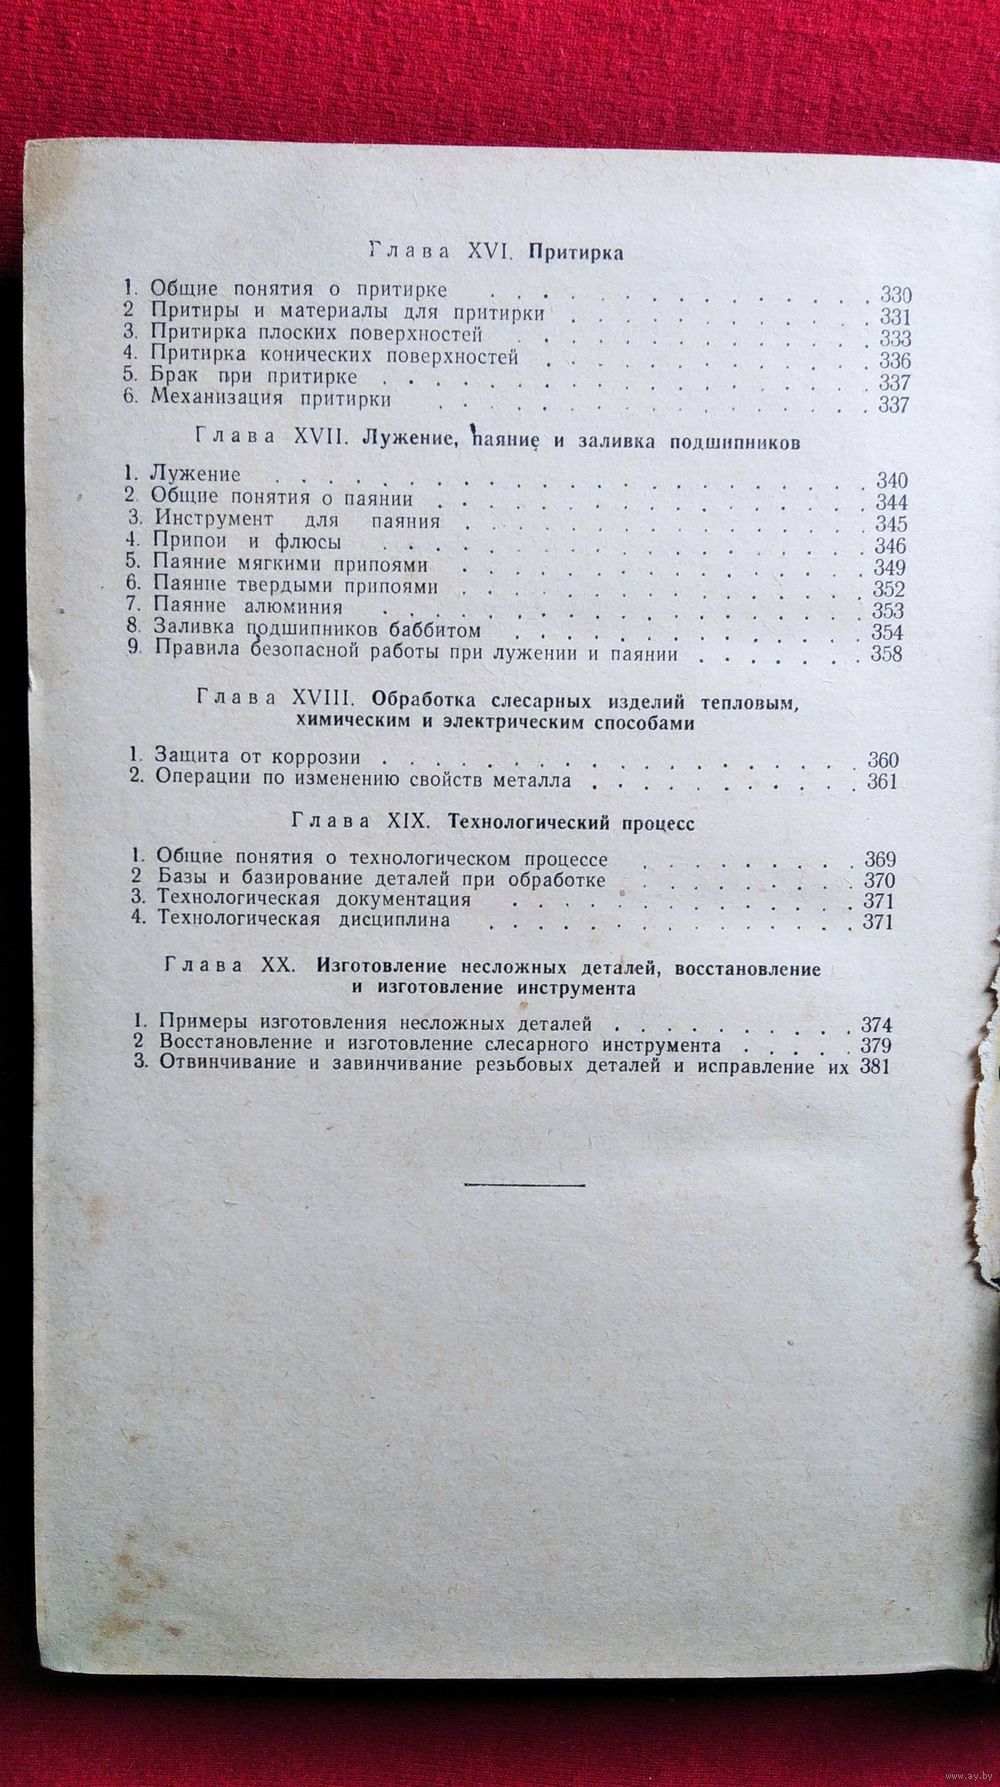 Глава XVI. Притирка
1. Общие понятия о притирке . . . . . . . . . . . . . . 330
2 Притиры и материалы для притирки . . . . . . . . . . . 331
3. Притирка плоских поверхностей . . . . . . . . . . . . . 333
4. Притирка конических поверхностей . . . . . . . . . . . . 336
5. Брак при притирке . . . . . . . . . . . . . . . . . . 337
6. Механизация притирки . . . . . . . . . . . . . . . . 337
Глава XVII. Лужение, паяние и заливка подшипников
1. Лужение . . . . . . . . . . . . . . . . . . . . . . 340
2. Общие понятия о паянии . . . . . . . . . . . . . . . . 344
3. Инструмент для паяния . . . . . . . . . . . . . . . 345
4. Припои и флюсы . . . . . . . . . . . . . . . . . . 346
5. Паяние мягкими припоями . . . . . . . . . . . . . . . 349
6. Паяние твердыми припоями . . . . . . . . . . . . . . . 352
7. Паяние алюминия . . . . . . . . . . . . . . . . . . 353
8. Заливка подшипников баббитом . . . . . . . . . . . . . 354
9. Правила безопасной работы при лужении и паянии . . . . . . . 358
Глава XVIII. Обработка слесарных изделий тепловым,
химическим и электрическим способами
1. Защита от коррозии . . . . . . . . . . . . . . . . . . 360
2. Операции по изменению свойств металла . . . . . . . . . . . 361
Глава XIX. Технологический процесс
1. Общие понятия о технологическом процессе . . . . . . . . . 369
2 Базы и базирование деталей при обработке . . . . . . . . . 370
3. Технологическая документация . . . . . . . . . . . . . 371
4. Технологическая дисциплина . . . . . . . . . . . . . . 371
Глава XX. Изготовление несложных деталей, восстановление
и изготовление инструмента
1. Примеры изготовления несложных деталей . . . . . . . . . . 374
2 Восстановление и изготовление слесарного инструмента . . . . . 379
3. Отвинчивание и завинчивание резьбовых деталей и исправление их 381
www.ay.by